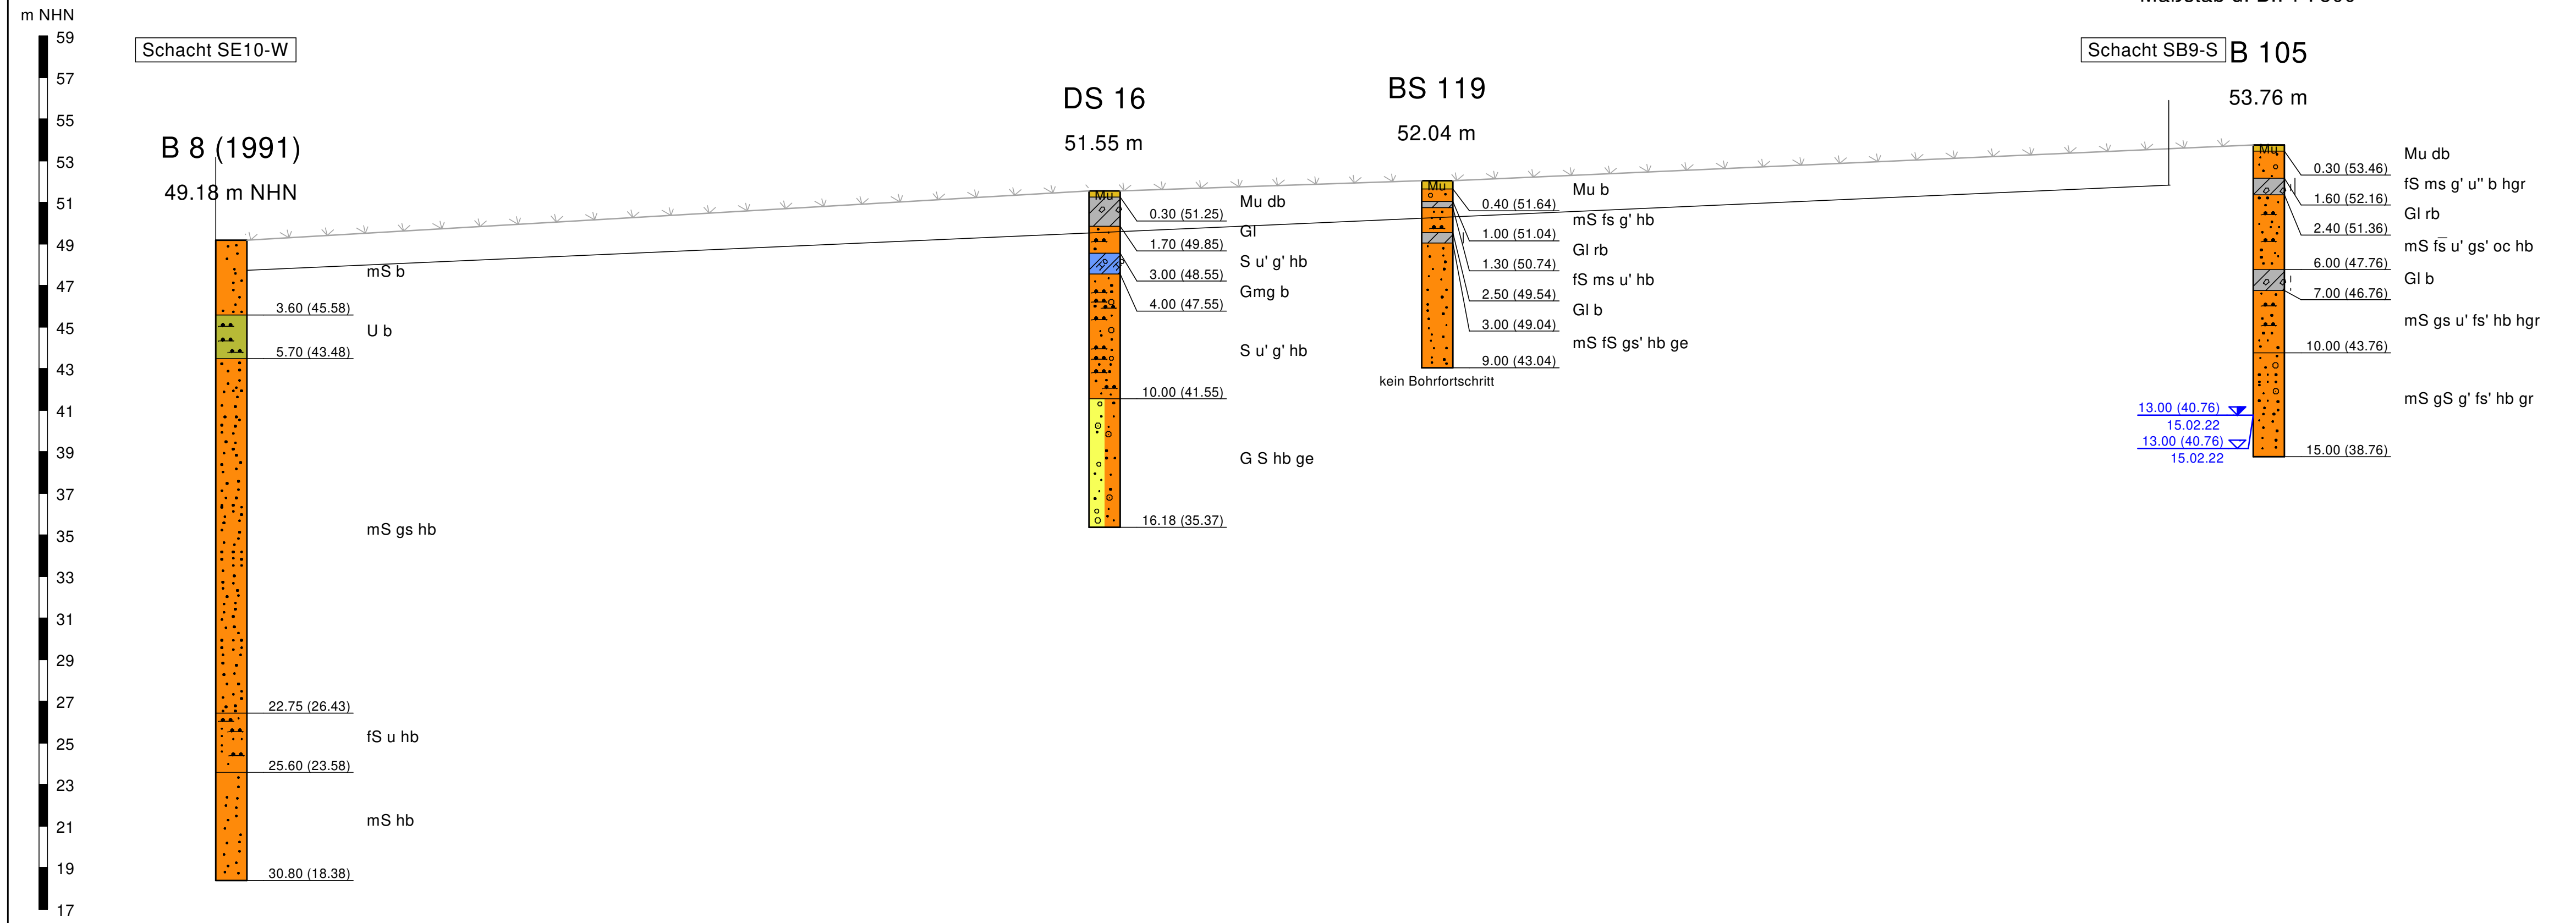 m NHN
59
57
55
53
51
49
47
45
43
41
39
37
35
33
31
29
27
25
23
21
19
17
Schacht SE10-W
B 8 (1991)
49.18 m NHN
mS b
3.60 (45.58)
U b
5.70 (43.48)
mS gs hb
22.75 (26.43)
fS u hb
25.60 (23.58)
mS hb
30.80 (18.38)
DS 16
51.55 m
Mu
Mu db
0.30 (51.25)
Gl
1.70 (49.85)
S u' g' hb
3.00 (48.55)
Gmg b
4.00 (47.55)
S u' g' hb
10.00 (41.55)
G S hb ge
16.18 (35.37)
BS 119
52.04 m
Mu
Mu b
0.40 (51.64)
mS fs g' hb
1.00 (51.04)
Gl rb
1.30 (50.74)
fS ms u' hb
2.50 (49.54)
Gl b
3.00 (49.04)
mS fS gs' hb ge
9.00 (43.04)
kein Bohrfortschritt
Schacht SB9-S
B 105
53.76 m
Mu
Mu db
0.30 (53.46)
fS ms g' u'' b hgr
1.60 (52.16)
Gl rb
2.40 (51.36)
mS fs̅ u' gs' oc hb
6.00 (47.76)
Gl b
7.00 (46.76)
mS gs u' fs' hb hgr
10.00 (43.76)
mS gS g' fs' hb gr
15.00 (38.76)
13.00 (40.76)
15.02.22
13.00 (40.76)
15.02.22